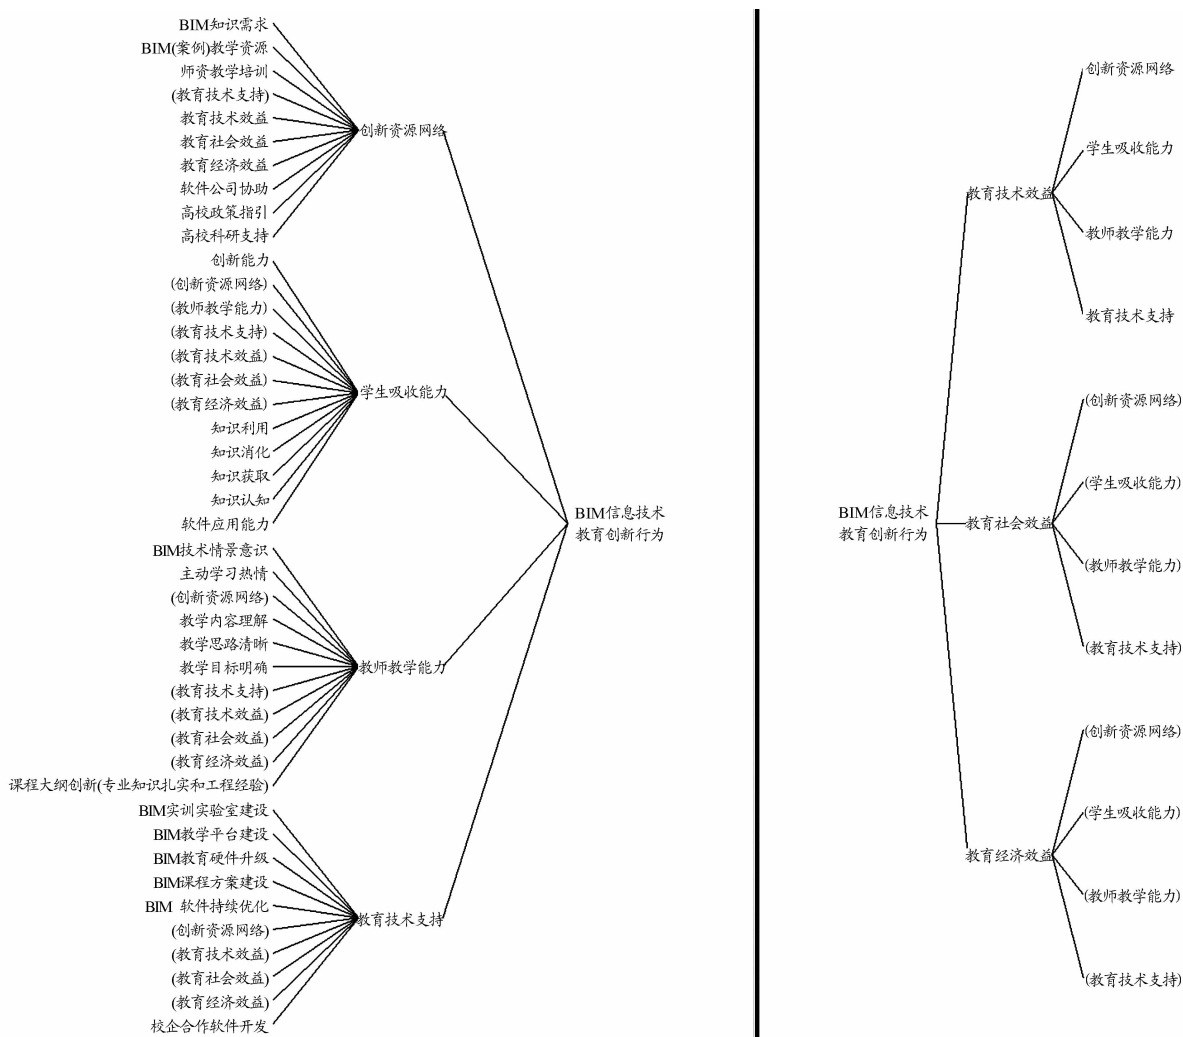 BIM知识需求
BIM(案例)教学资源
师资教学培训
(教育技术支持)
教育技术效益
教育社会效益
教育经济效益
软件公司协助
高校政策指引
高校科研支持
创新资源网络
创新能力
(创新资源网络)
(教师教学能力)
(教育技术支持)
(教育技术效益)
(教育社会效益)
(教育经济效益)
知识利用
知识消化
知识获取
知识认知
软件应用能力
学生吸收能力
BIM技术情景意识
主动学习热情
(创新资源网络)
教学内容理解
教学思路清晰
教学目标明确
(教育技术支持)
(教育技术效益)
(教育社会效益)
(教育经济效益)
课程大纲创新(专业知识扎实和工程经验)
教师教学能力
BIM实训实验室建设
BIM教学平台建设
BIM教育硬件升级
BIM课程方案建设
BIM 软件持续优化
(创新资源网络)
(教育技术效益)
(教育社会效益)
(教育经济效益)
校企合作软件开发
教育技术支持
BIM信息技术
教育创新行为
BIM信息技术
教育创新行为
教育技术效益
创新资源网络
学生吸收能力
教师教学能力
教育技术支持
教育社会效益
(创新资源网络)
(学生吸收能力)
(教师教学能力)
(教育技术支持)
教育经济效益
(创新资源网络)
(学生吸收能力)
(教师教学能力)
(教育技术支持)